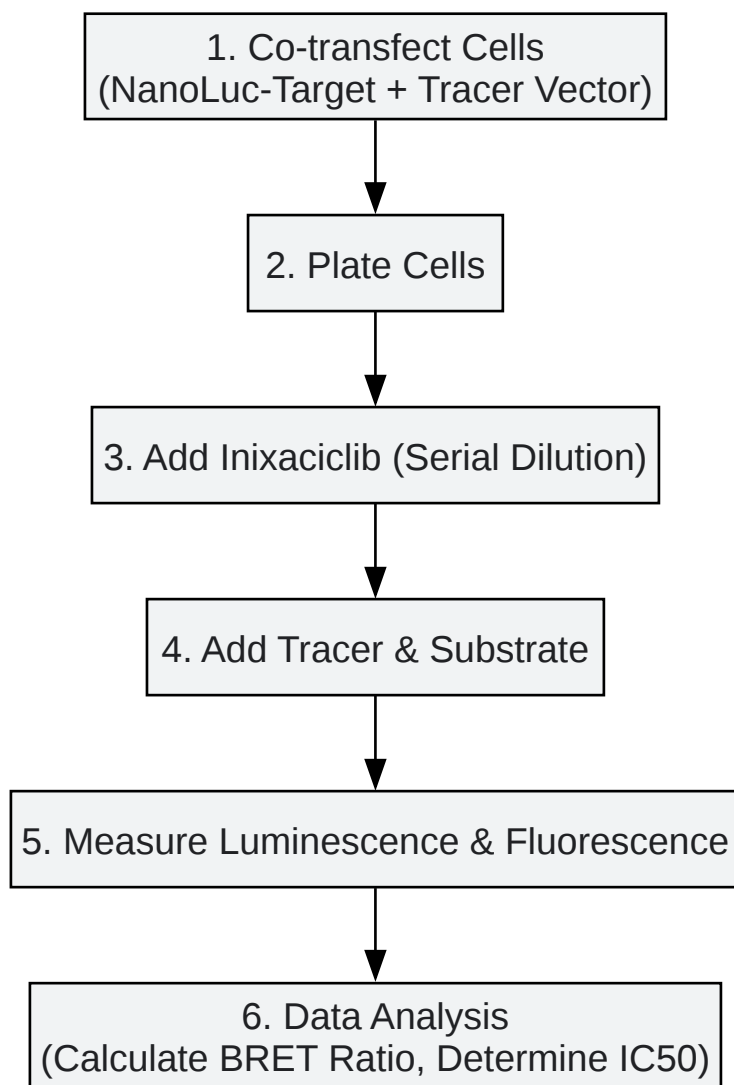 1. Co-transfect Cells
(NanoLuc-Target + Tracer Vector)
2. Plate Cells
3. Add Inixaciclib (Serial Dilution)
4. Add Tracer & Substrate
5. Measure Luminescence & Fluorescence
6. Data Analysis
(Calculate BRET Ratio, Determine IC50)